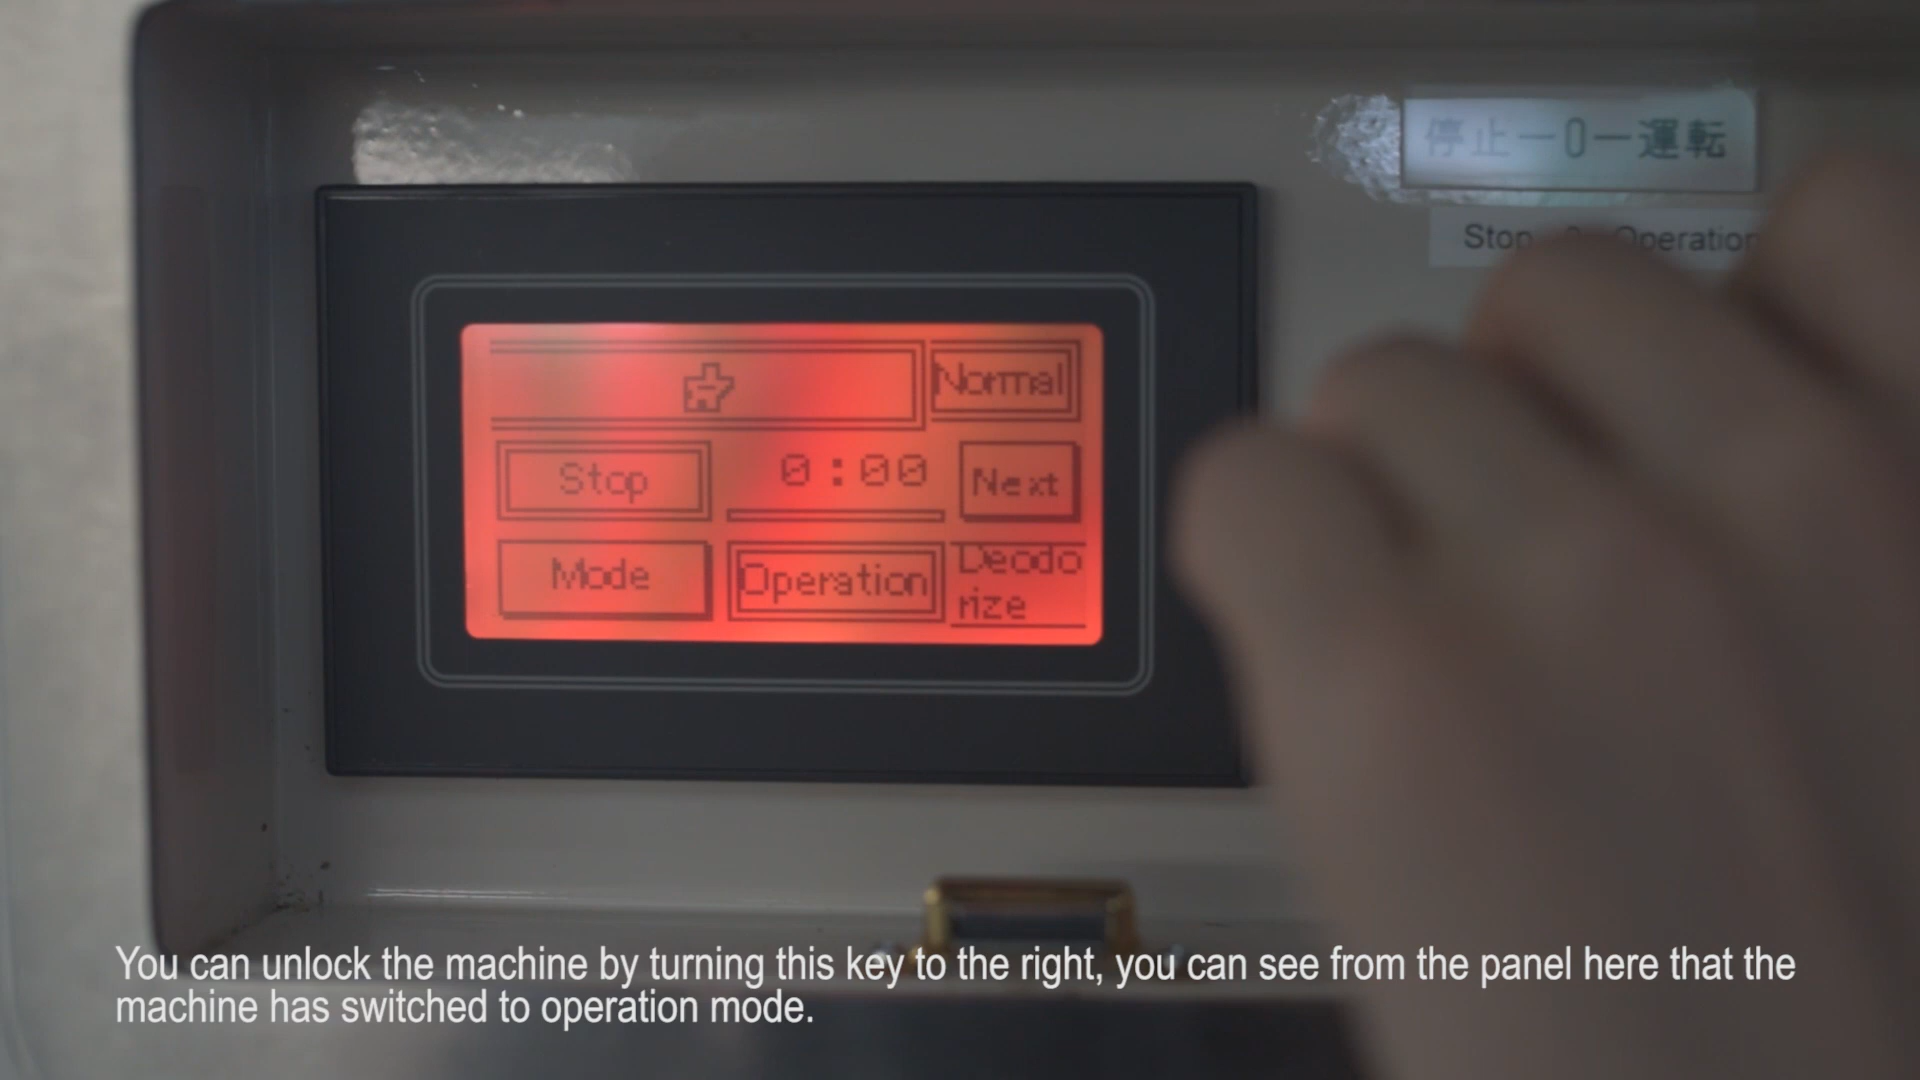 停止－0－運転
Stop 0 Operation
Normal
Stop
0:00
Next
Mode
Operation
Deodo
rize
You can unlock the machine by turning this key to the right, you can see from the panel here that the
machine has switched to operation mode.